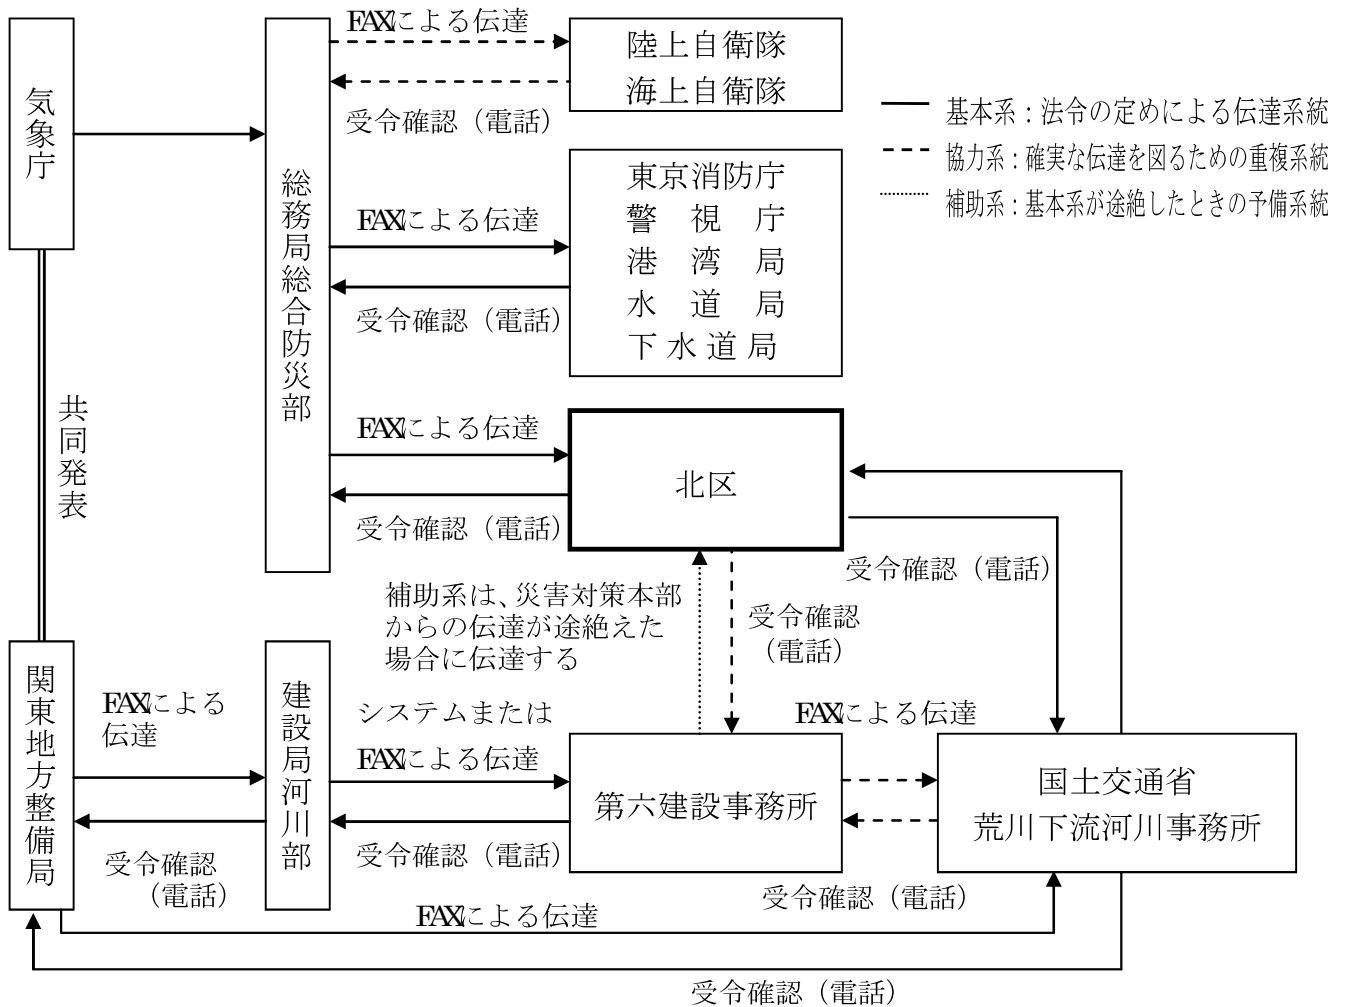 FAXによる伝達
陸上自衛隊
海上自衛隊
受令確認（電話）
気象庁
総務局総合防災部
基本系：法令の定めによる伝達系統
協力系：確実な伝達を図るための重複系統
補助系：基本系が途絶したときの予備系統
東京消防庁
警視庁
港湾局
水道局
下水道局
FAXによる伝達
受令確認（電話）
共同発表
FAXによる伝達
北区
受令確認（電話）
受令確認（電話）
補助系は、災害対策本部
からの伝達が途絶えた
場合に伝達する
受令確認
（電話）
関東地方整備局
FAXによる
伝達
建設局河川部
システムまたは
FAXによる伝達
FAXによる伝達
第六建設事務所
国土交通省
荒川下流河川事務所
受令確認
（電話）
受令確認（電話）
受令確認（電話）
FAXによる伝達
受令確認（電話）